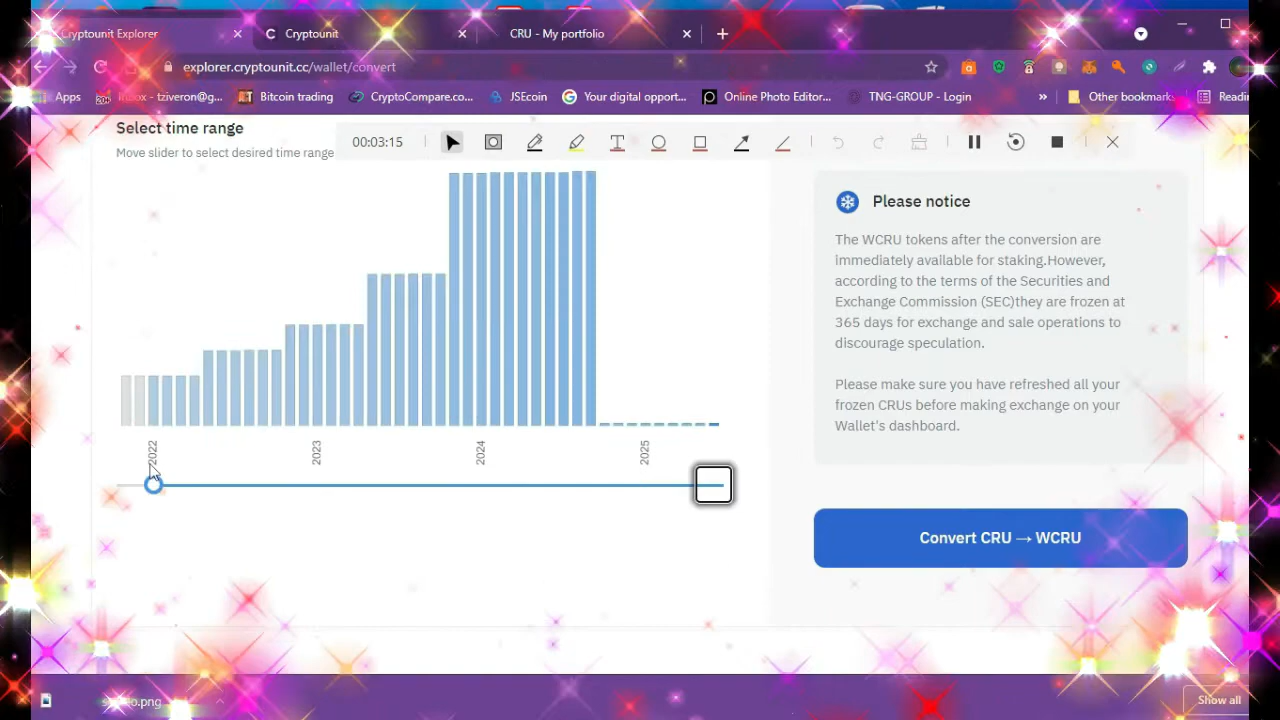 Cryptounit Explorer
Cryptounit
CRU - My portfolio
explorer.cryptounit.cc/wallet/convert
Apps
Inbox - tziveron@g...
Bitcoin trading
CryptoCompare.co...
JSEcoin
Your digital opport...
Online Photo Editor...
TNG-GROUP - Login
Other bookmarks
Readin
Select time range
Move slider to select desired time range
00:03:15
Please notice
The WCRU tokens after the conversion are
immediately available for staking.However,
according to the terms of the Securities and
Exchange Commission (SEC)they are frozen at
365 days for exchange and sale operations to
discourage speculation.
Please make sure you have refreshed all your
frozen CRUs before making exchange on your
Wallet's dashboard.
2022
2023
2024
2025
Convert CRU → WCRU
Show all